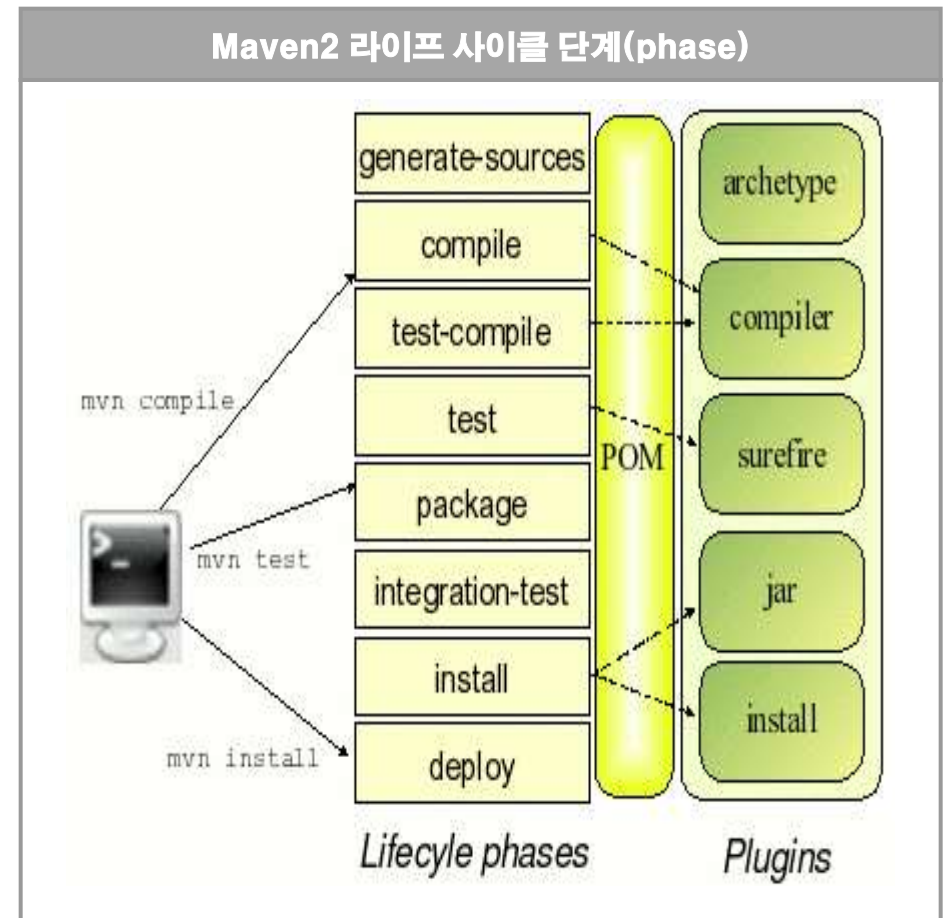 Maven2 라이프 사이클 단계(phase)
generate-sources
compile
test-compile
test
package
integration-test
install
deploy
mvn compile
mvn test
mvn install
POM
archetype
compiler
surefire
jar
install
Lifecyle phases
Plugins